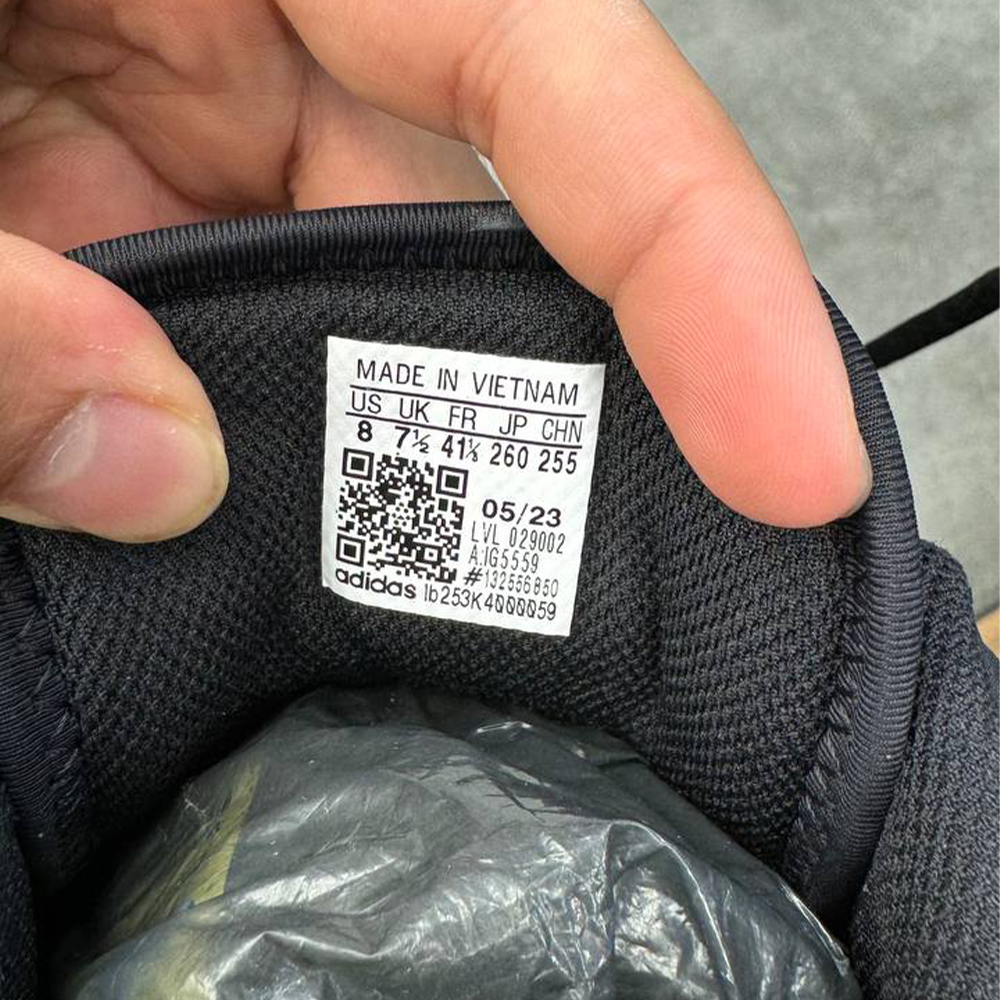 MADE IN VIETNAM
US UK FR JP CHN
8 7½ 41⅓ 260 255
05/23
LVL 029002
A:IG5559
#132556850
adidas Ib253K4000059